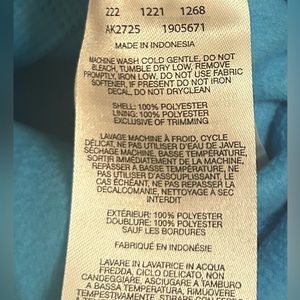 222 1221 1268
AK2725 1905671
MADE IN INDONESIA
MACHINE WASH COLD GENTLE, DO NOT
BLEACH, TUMBLE DRY LOW, REMOVE
PROMPTLY, IRON LOW, DO NOT USE FABRIC
SOFTENER, IF PRESENT DO NOT IRON
DECAL, DO NOT DRYCLEAN
SHELL: 100% POLYESTER
LINING: 100% POLYESTER
EXCLUSIVE OF TRIMMING
LAVAGE MACHINE À FROID, CYCLE
DÉLICAT, NE PAS UTILISER D'EAU DE JAVEL,
SÉCHAGE MACHINE, BASSE TEMPÉRATURE,
SORTIR IMMÉDIATEMENT DE LA MACHINE,
REPASSAGE À BASSE TEMPÉRATURE, NE PAS
UTILISER D'ASSOUPLISSANT, LE
CAS ÉCHÉANT, NE PAS REPASSER LE
DÉCALCOMANIE, NETTOYAGE À SEC
INTERDIT
EXTÉRIEUR: 100% POLYESTER
DOUBLURE: 100% POLYESTER
SAUF LES BORDURES
FABRIQUÉ EN INDONÉSIE
LAVARE IN LAVATRICE IN ACQUA
FREDDA, CICLO DELICATO, NON
CANDEGGIARE, ASCIUGARE A TAMBURO
A BASSA TEMPERATURA, RIMUOVERE